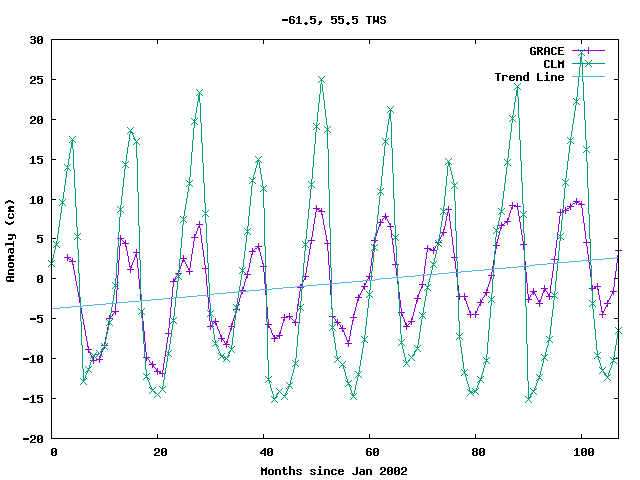 -61.5, 55.5 TWS
GRACE
CLM
Trend Line
30
25
20
15
10
5
0
-5
-10
-15
-20
Anomaly (cm)
0 20 40 60 80 100
Months since Jan 2002